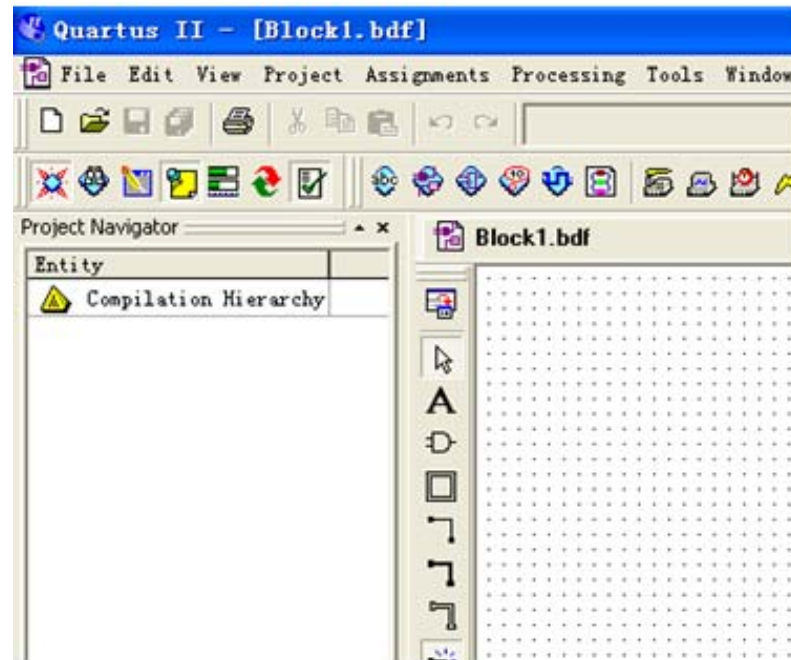 Quartus II - [Block1.bdf]
File Edit View Project Assignments Processing Tools Window
Project Navigator
Block1.bdf
Entity
Compilation Hierarchy
A